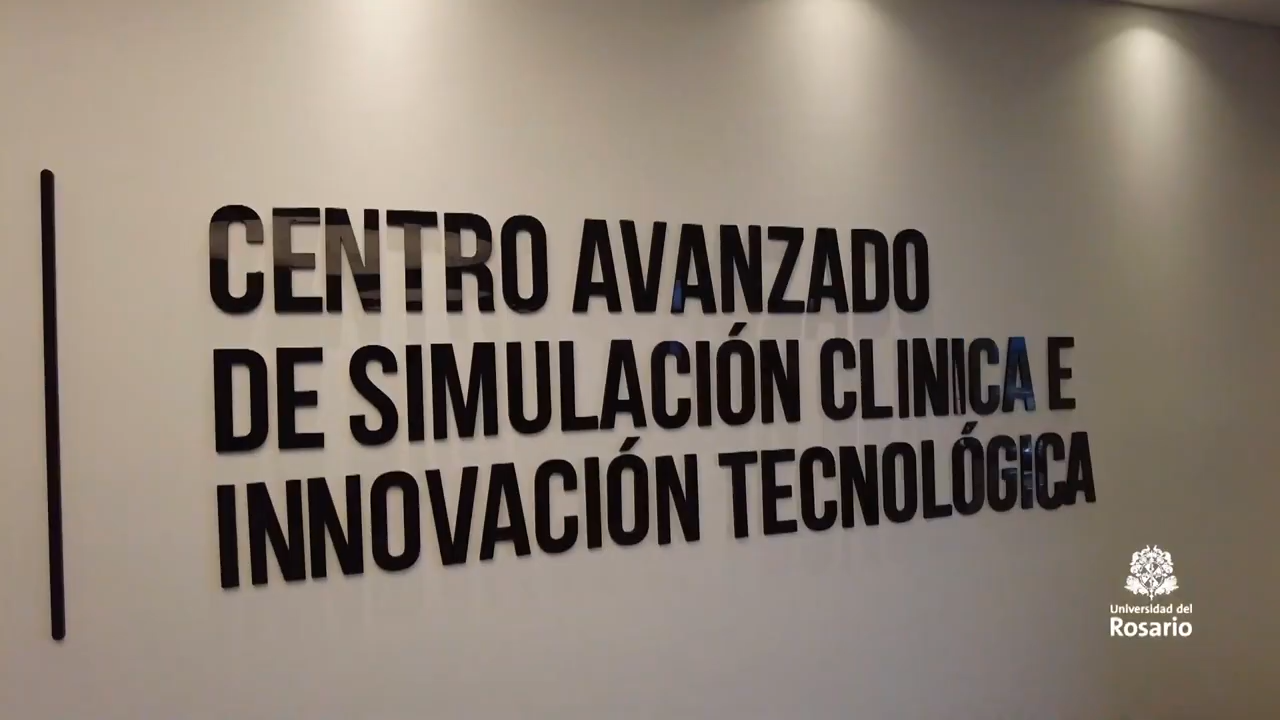 CENTRO AVANZADO
DE SIMULACIÓN CLINICA E
INNOVACIÓN TECNOLÓGICA
Universidad del
Rosario